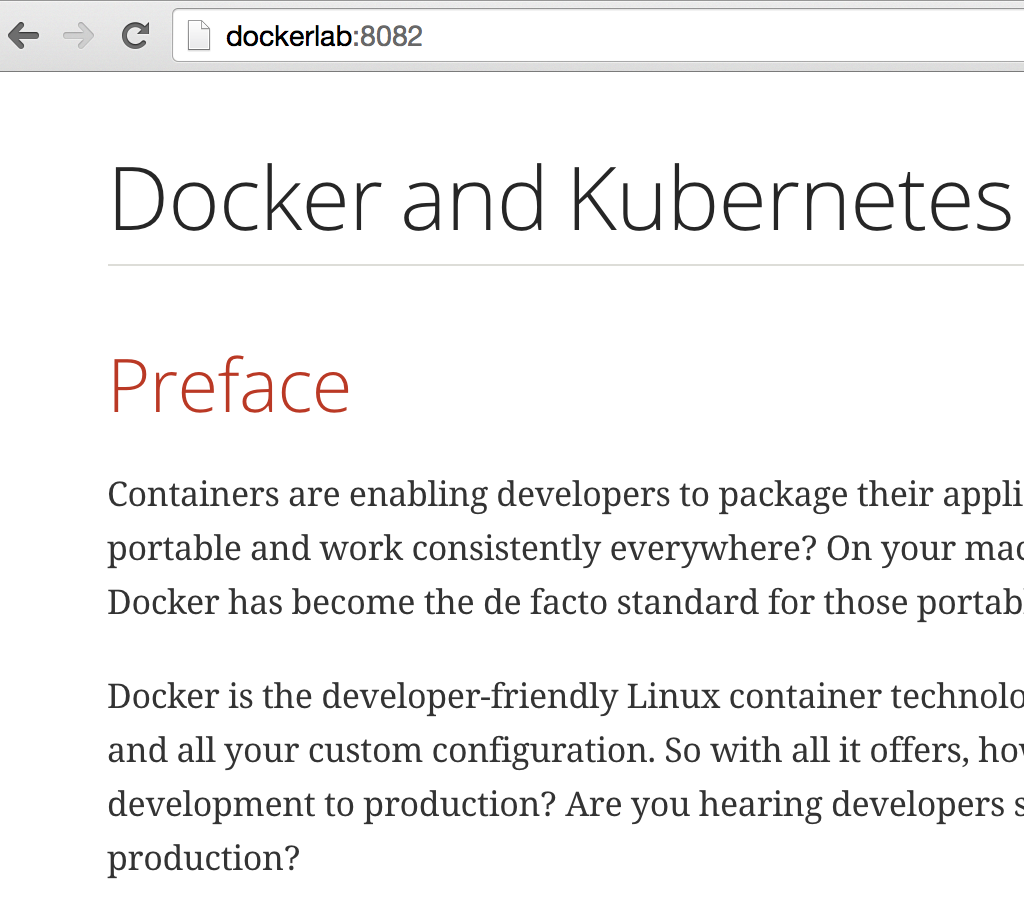 dockerlab:8082
Docker and Kubernetes
Preface
Containers are enabling developers to package their appli
portable and work consistently everywhere? On your mac
Docker has become the de facto standard for those portab
Docker is the developer-friendly Linux container technolo
and all your custom configuration. So with all it offers, how
development to production? Are you hearing developers s
production?